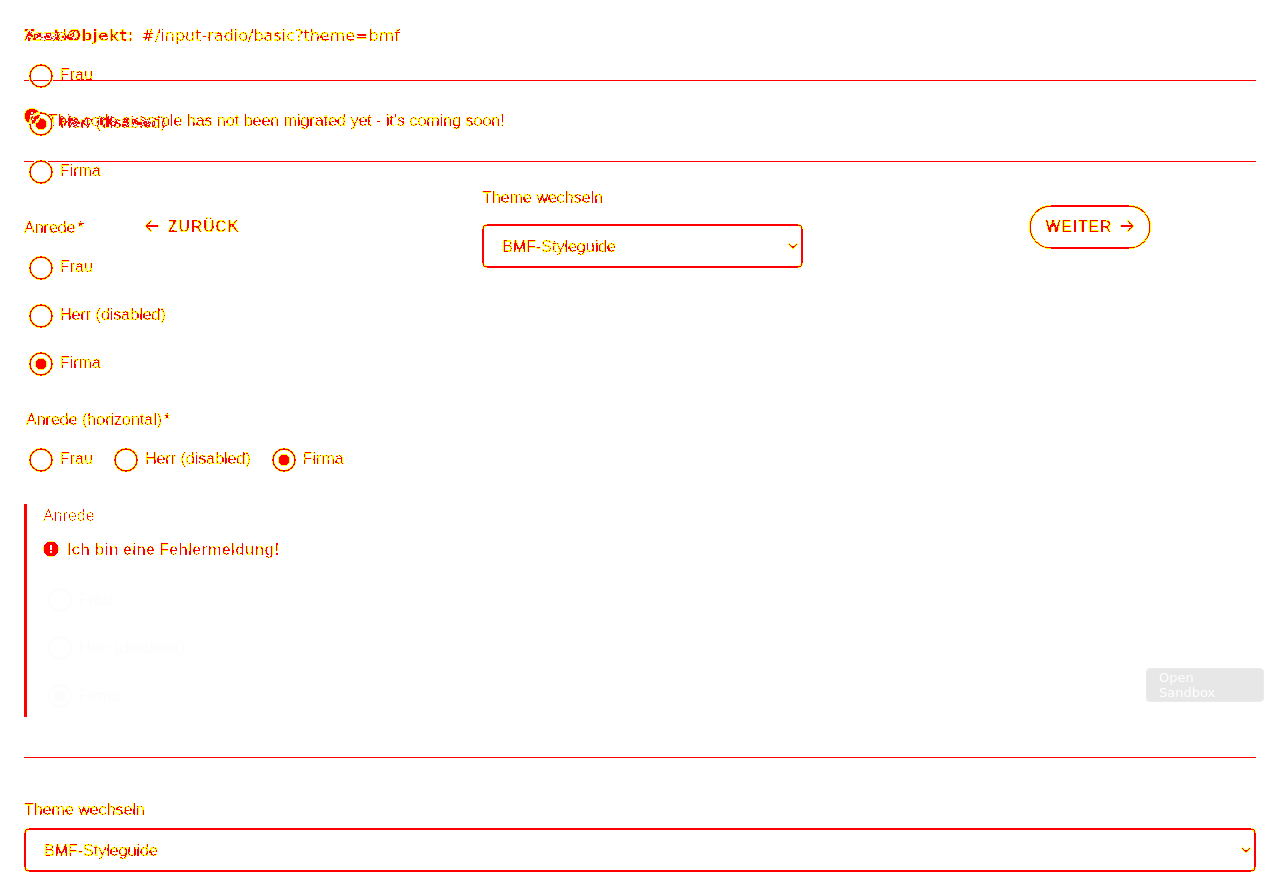 Test-Objekt: #/input-radio/basic?theme=bmf
Frau
This code example has not been migrated yet - it's coming soon!
Herr (disabled)
Firma
Theme wechseln
Anrede*
← ZURÜCK
WEITER →
BMF-Styleguide
Frau
Herr (disabled)
Firma
Anrede (horizontal)*
Frau Herr (disabled) Firma
Anrede
Ich bin eine Fehlermeldung!
Frau
Herr (disabled)
Open
Sandbox
Firma
Theme wechseln
BMF-Styleguide